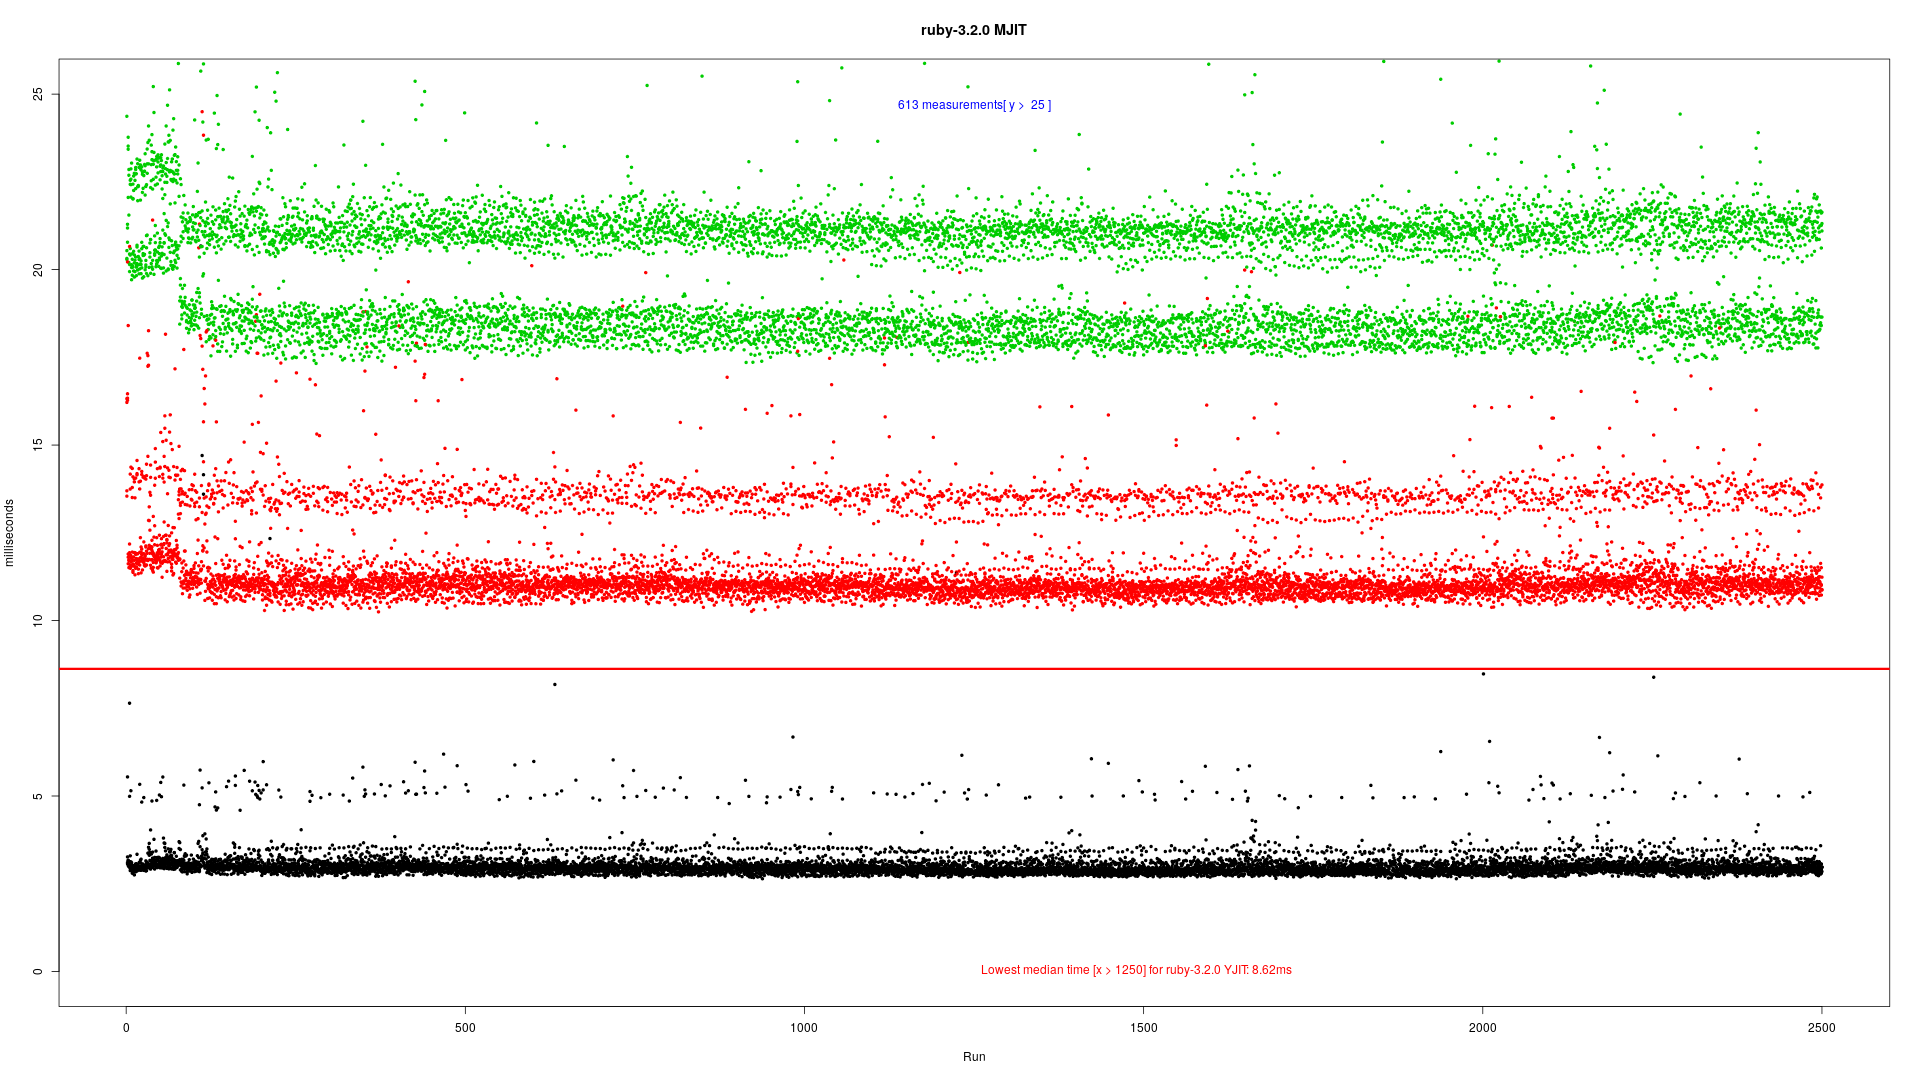 ruby-3.2.0 MJIT
613 measurements[ y > 25 ]
25
20
15
10
5
0
milliseconds
Lowest median time [x > 1250] for ruby-3.2.0 YJIT: 8.62ms
0 500 1000 1500 2000 2500
Run